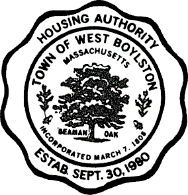 HOUSING AUTHORITY
TOWN OF WEST BOYLSTON
MASSACHUSETTS
BEAMAN OAK
INCORPORATED MARCH 7, 1808
ESTAB. SEPT. 30, 1980